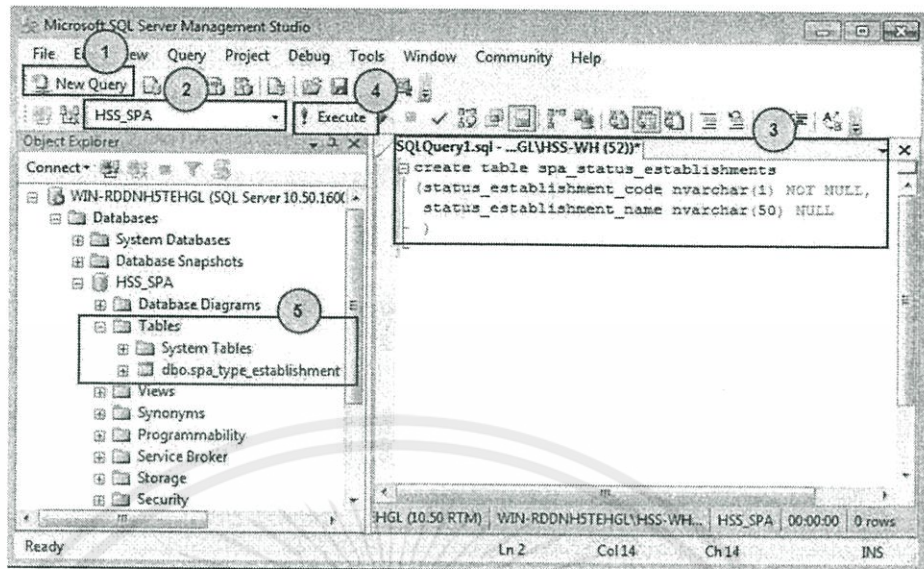 Microsoft SQL Server Management Studio
1
File E ew Query Project Debug Tools Window Community Help
New Query
2
4
HSS_SPA
Execute
3
Object Explorer
SQLQuery1.sql - ...GL\HSS-WH (52))*
Connect
create table spa_status_establishments
(status_establishment_code nvarchar(1) NOT NULL,
status_establishment_name nvarchar(50) NULL
)
WIN-RDDNH5TEHGL (SQL Server 10.50.160(
Databases
System Databases
Database Snapshots
HSS_SPA
Database Diagrams
5
Tables
System Tables
dbo.spa_type_establishment
Views
Synonyms
Programmability
Service Broker
Storage
Security
HGL (10.50 RTM) WIN-RDDNH5TEHGL\HSS-WH... HSS_SPA 00:00:00 0 rows
Ready Ln 2 Col 14 Ch 14 INS